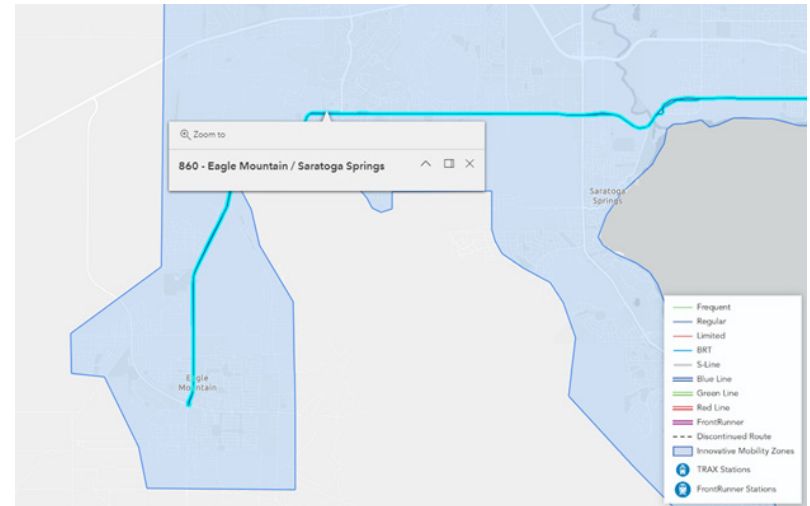 Zoom to
860 - Eagle Mountain / Saratoga Springs
Saratoga
Springs
Eagle
Mountain
Frequent
Regular
Limited
BRT
S-Line
Blue Line
Green Line
Red Line
FrontRunner
Discontinued Route
Innovative Mobility Zones
TRAX Stations
FrontRunner Stations